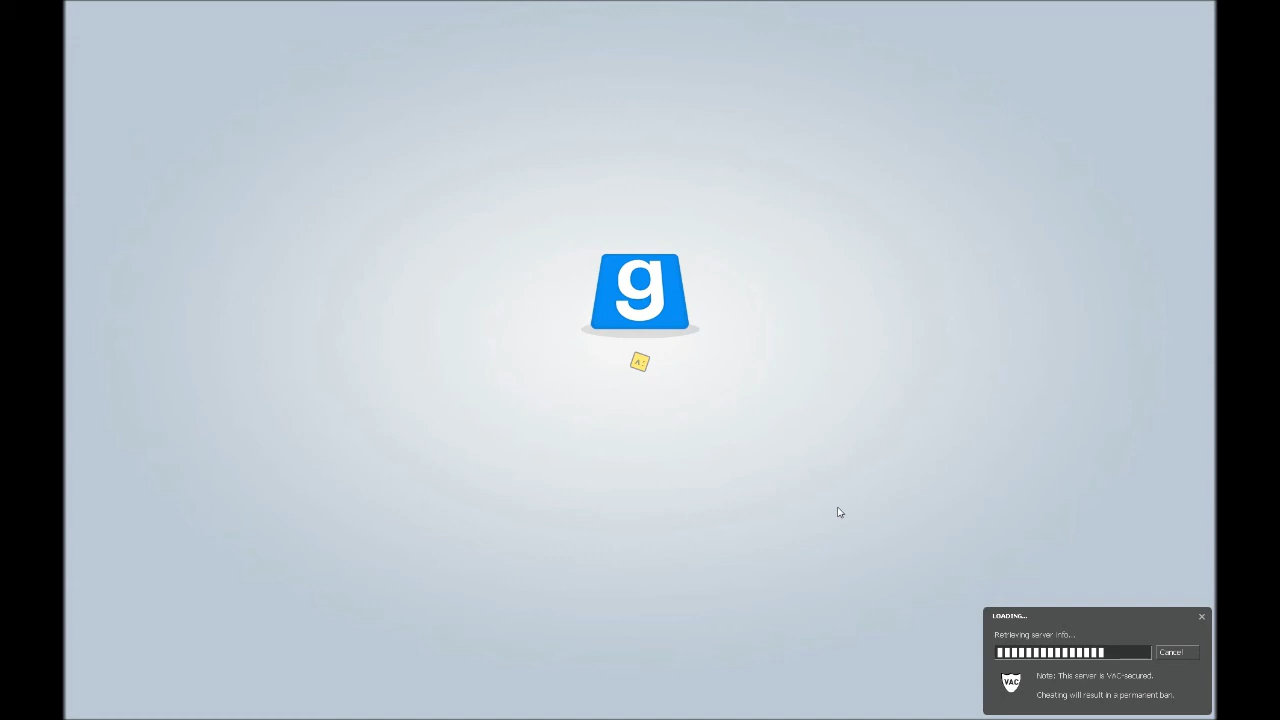 g
LOADING...
Retrieving server info...
Cancel
VAC
Note: This server is VAC-secured.
Cheating will result in a permanent ban.